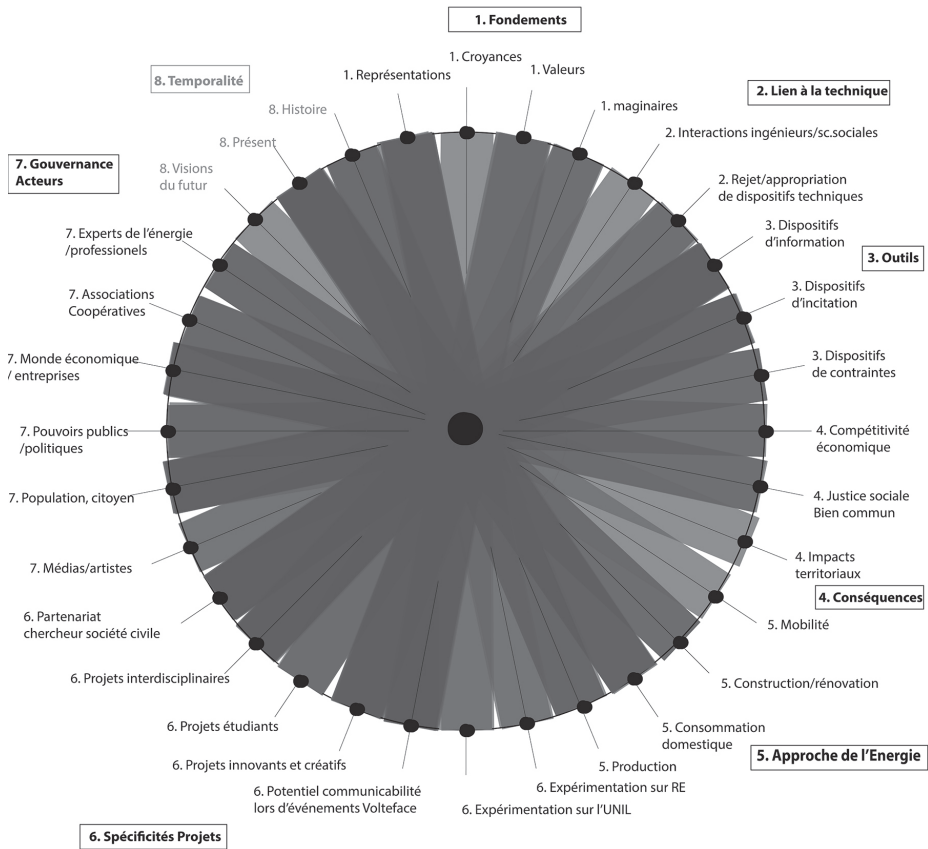 1. Fondements
1. Croyances
1. Valeurs
1. maginaires
2. Lien à la technique
2. Interactions ingénieurs/sc.sociales
2. Rejet/appropriation
de dispositifs techniques
3. Dispositifs
d'information
3. Outils
3. Dispositifs
d'incitation
3. Dispositifs
de contraintes
4. Compétitivité
économique
4. Justice sociale
Bien commun
4. Impacts
territoriaux
4. Conséquences
5. Mobilité
5. Construction/rénovation
5. Consommation
domestique
5. Approche de l'Energie
5. Production
6. Expérimentation sur RE
6. Expérimentation sur l'UNIL
6. Potentiel communicabilité
lors d'événements Volteface
6. Spécificités Projets
6. Projets innovants et créatifs
6. Projets étudiants
6. Projets interdisciplinaires
6. Partenariat
chercheur société civile
7. Médias/artistes
7. Population, citoyen
7. Pouvoirs publics
/politiques
7. Monde économique
/ entreprises
7. Associations
Coopératives
7. Experts de l'énergie
/professionels
7. Gouvernance
Acteurs
8. Visions
du futur
8. Présent
8. Histoire
8. Temporalité
1. Représentations